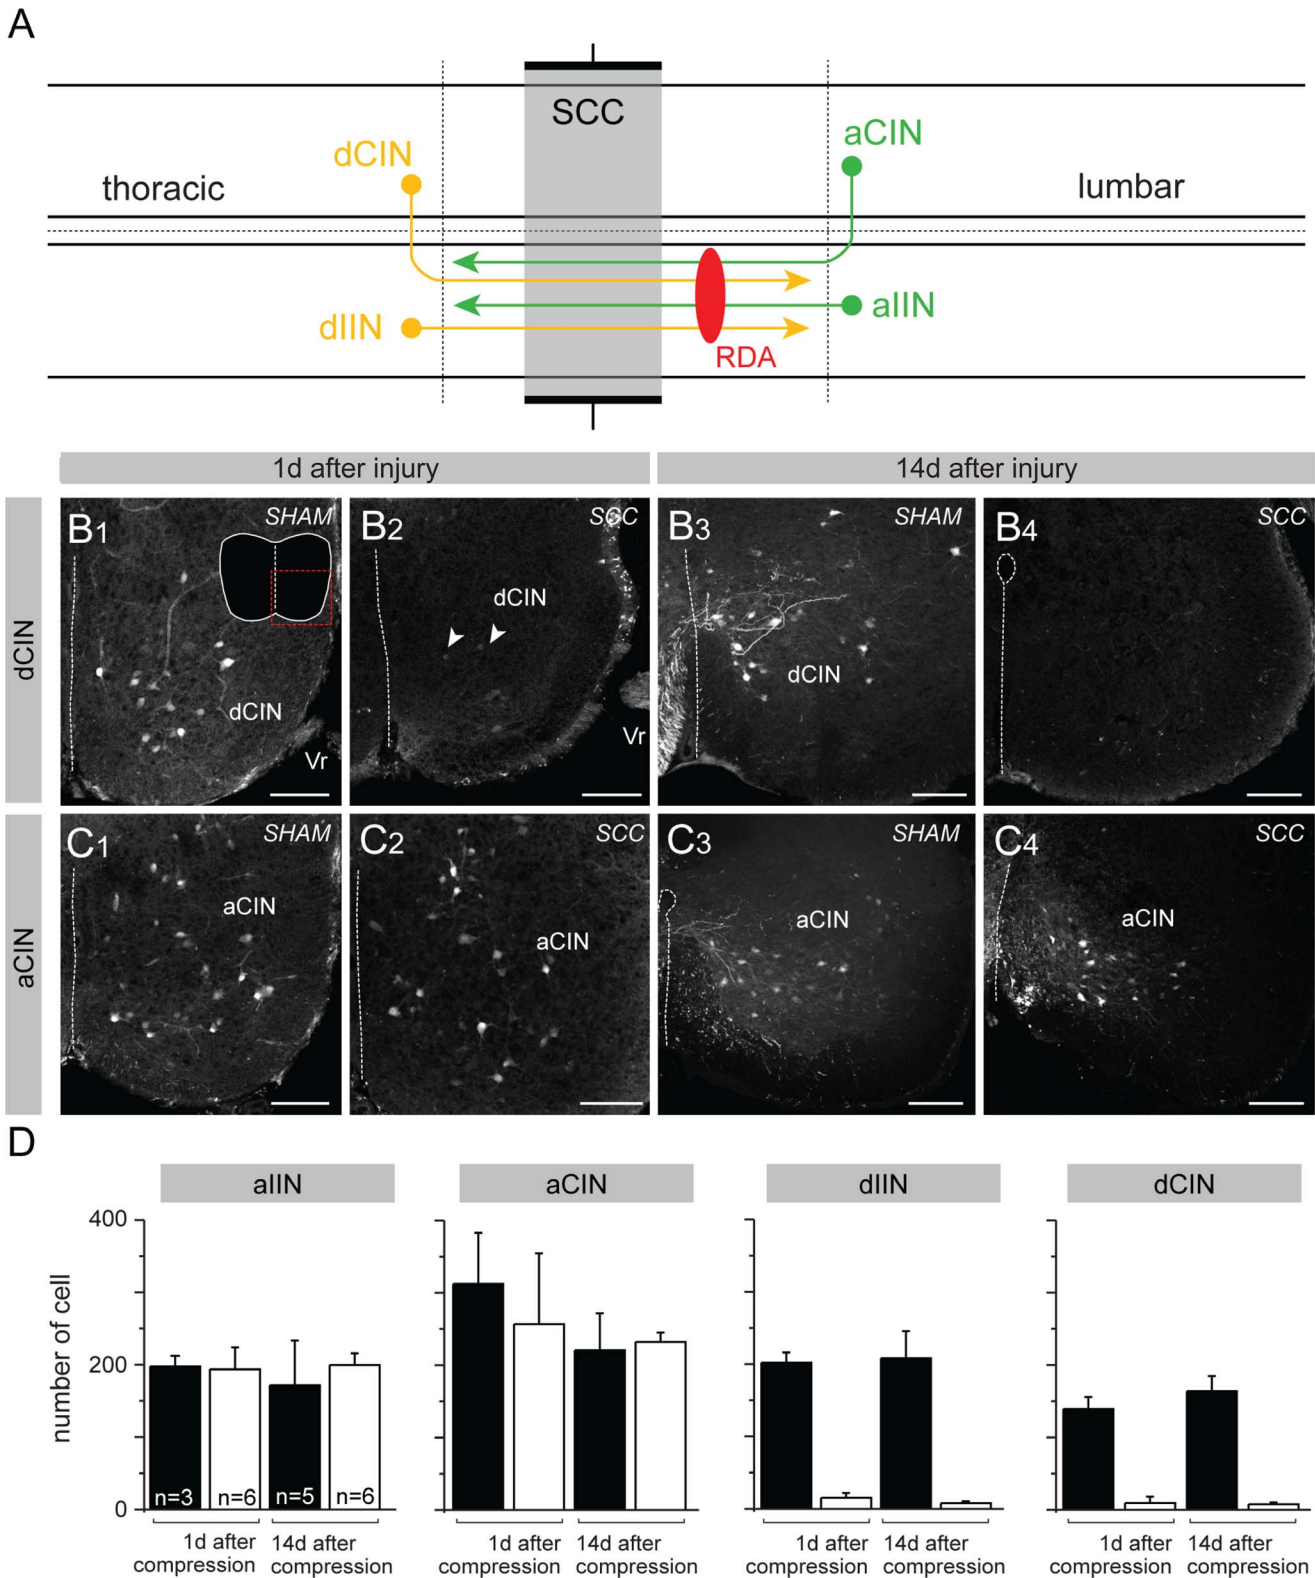 A
SCC
dCIN
aCIN
thoracic
lumbar
dIIN
aIIN
RDA
1d after injury
14d after injury
dCIN
B1
SHAM
dCIN
Vr
B2
SCC
dCIN
Vr
B3
SHAM
dCIN
B4
SCC
aCIN
C1
SHAM
aCIN
C2
SCC
aCIN
C3
SHAM
aCIN
C4
SCC
aCIN
D
aIIN
aCIN
dIIN
dCIN
number of cell
400
200
0
n=3
n=6
n=5
n=6
1d after
compression
14d after
compression
1d after
compression
14d after
compression
1d after
compression
14d after
compression
1d after
compression
14d after
compression